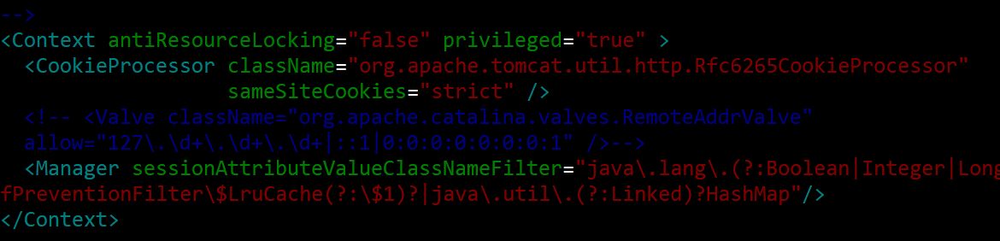 -->
<Context antiResourceLocking="false" privileged="true" >
  <CookieProcessor className="org.apache.tomcat.util.http.Rfc6265CookieProcessor"
                   sameSiteCookies="strict" />
  <!-- <Valve className="org.apache.catalina.valves.RemoteAddrValve"
  allow="127\.\d+\.\d+\.\d+|::1|0:0:0:0:0:0:0:1" />-->
  <Manager sessionAttributeValueClassNameFilter="java\.lang\.(?:Boolean|Integer|Long
fPreventionFilter\$LruCache(?:\$1)?|java\.util\.(?:Linked)?HashMap"/>
</Context>